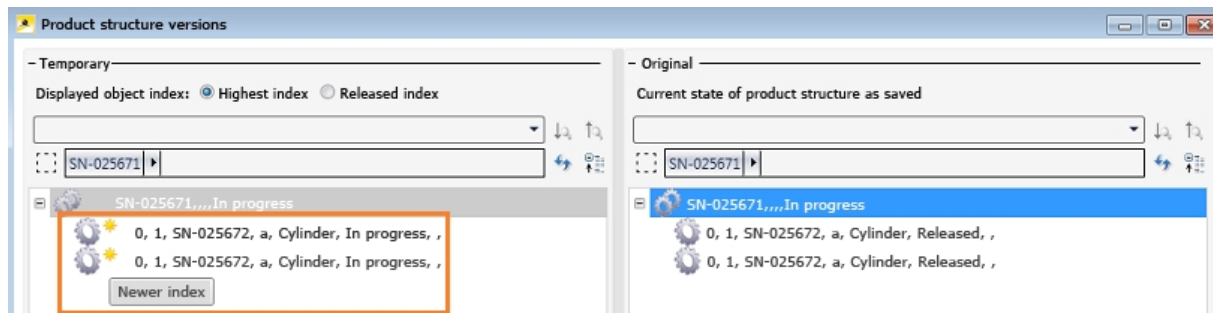 Product structure versions
Temporary
Displayed object index: Highest index Released index
SN-025671
SN-025671,,,,In progress
0, 1, SN-025672, a, Cylinder, In progress, ,
0, 1, SN-025672, a, Cylinder, In progress, ,
Newer index
Original
Current state of product structure as saved
SN-025671
SN-025671,,,,In progress
0, 1, SN-025672, a, Cylinder, Released, ,
0, 1, SN-025672, a, Cylinder, Released, ,